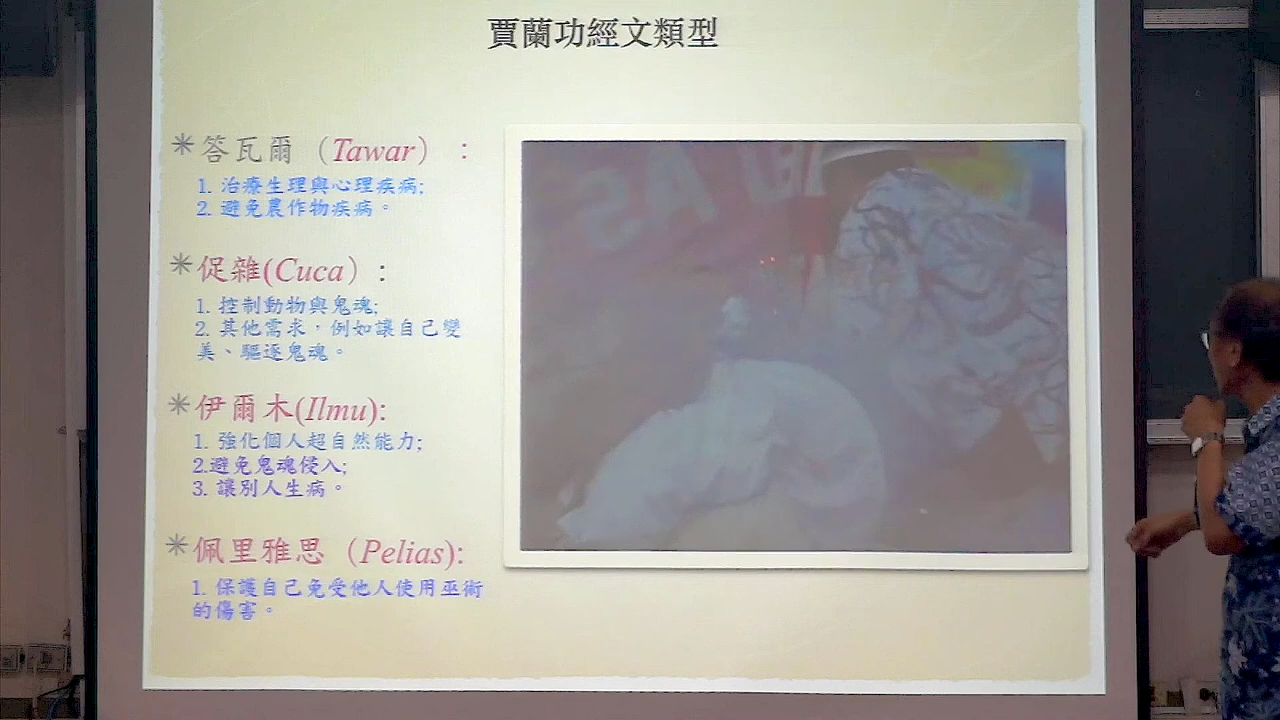 賈蘭功經文類型
＊答瓦爾（Tawar）：
1. 治療生理與心理疾病;
2. 避免農作物疾病。
＊促雜(Cuca）:
1. 控制動物與鬼魂;
2. 其他需求，例如讓自己變
美、驅逐鬼魂。
＊伊爾木(Ilmu):
1. 強化個人超自然能力;
2.避免鬼魂侵入;
3. 讓別人生病。
＊佩里雅思（Pelias):
1. 保護自己免受他人使用巫術
的傷害。